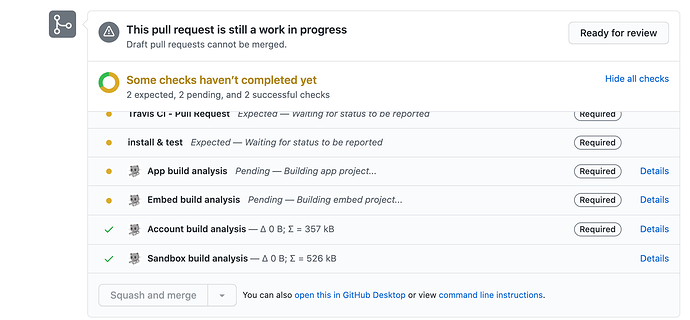 This pull request is still a work in progress
Draft pull requests cannot be merged.
Ready for review
Some checks haven’t completed yet
2 expected, 2 pending, and 2 successful checks
Hide all checks
Travis CI - Pull Request Expected — Waiting for status to be reported Required
install & test Expected — Waiting for status to be reported Required
App build analysis Pending — Building app project... Required Details
Embed build analysis Pending — Building embed project... Required Details
Account build analysis — Δ 0 B; Σ = 357 kB Required Details
Sandbox build analysis — Δ 0 B; Σ = 526 kB Details
Squash and merge You can also open this in GitHub Desktop or view command line instructions.